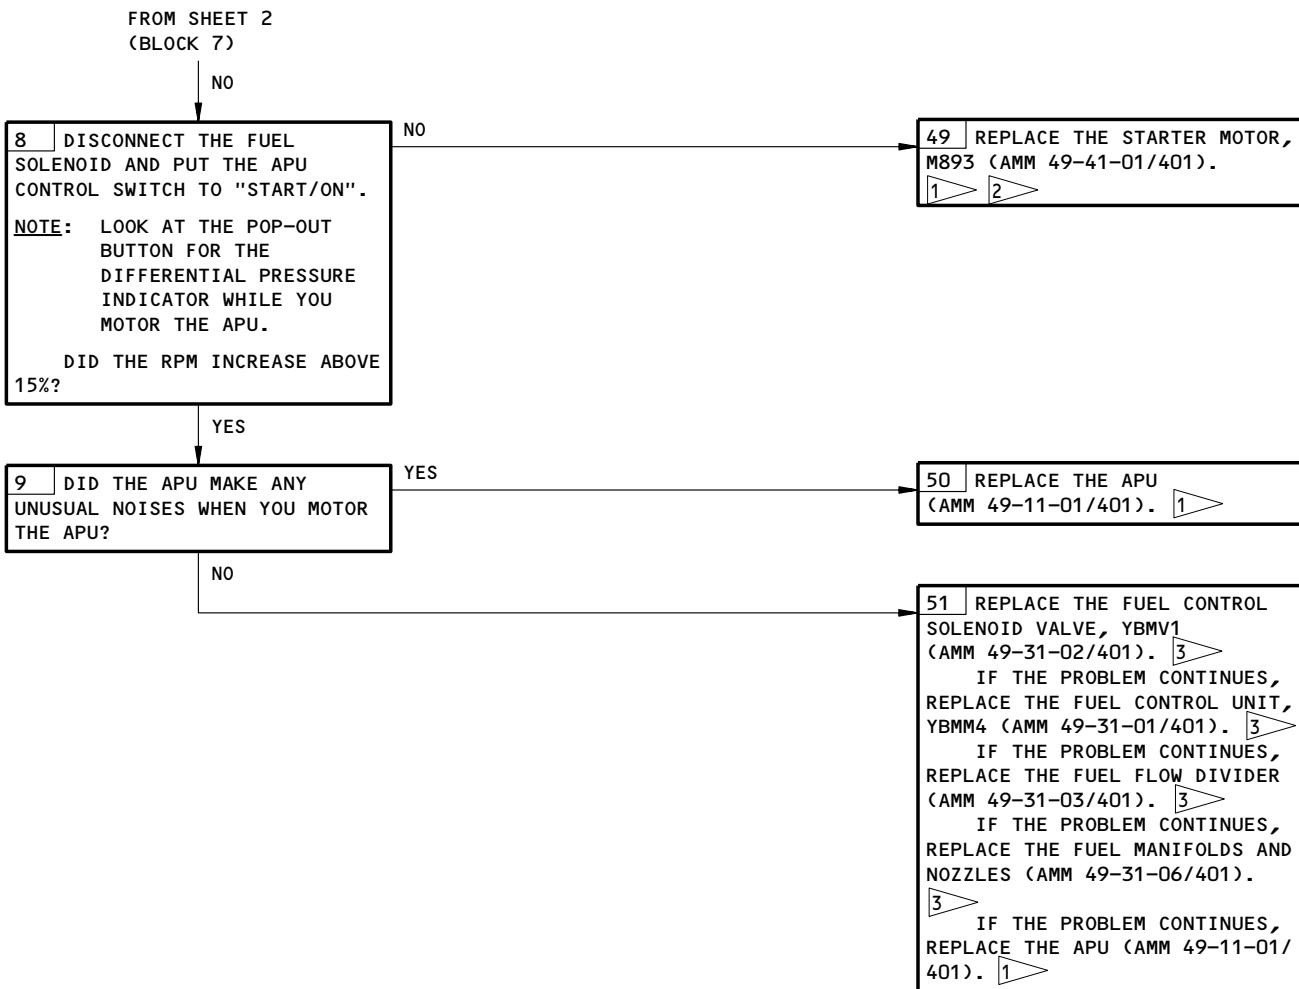 FROM SHEET 2
(BLOCK 7)
NO
8 DISCONNECT THE FUEL
SOLENOID AND PUT THE APU
CONTROL SWITCH TO "START/ON".
NOTE: LOOK AT THE POP-OUT
BUTTON FOR THE
DIFFERENTIAL PRESSURE
INDICATOR WHILE YOU
MOTOR THE APU.
DID THE RPM INCREASE ABOVE
15%?
NO
49 REPLACE THE STARTER MOTOR,
M893 (AMM 49-41-01/401).
1 2
YES
9 DID THE APU MAKE ANY
UNUSUAL NOISES WHEN YOU MOTOR
THE APU?
YES
50 REPLACE THE APU
(AMM 49-11-01/401). 1
NO
51 REPLACE THE FUEL CONTROL
SOLENOID VALVE, YBMV1
(AMM 49-31-02/401). 3
IF THE PROBLEM CONTINUES,
REPLACE THE FUEL CONTROL UNIT,
YBMM4 (AMM 49-31-01/401). 3
IF THE PROBLEM CONTINUES,
REPLACE THE FUEL FLOW DIVIDER
(AMM 49-31-03/401). 3
IF THE PROBLEM CONTINUES,
REPLACE THE FUEL MANIFOLDS AND
NOZZLES (AMM 49-31-06/401).
3
IF THE PROBLEM CONTINUES,
REPLACE THE APU (AMM 49-11-01/
401). 1